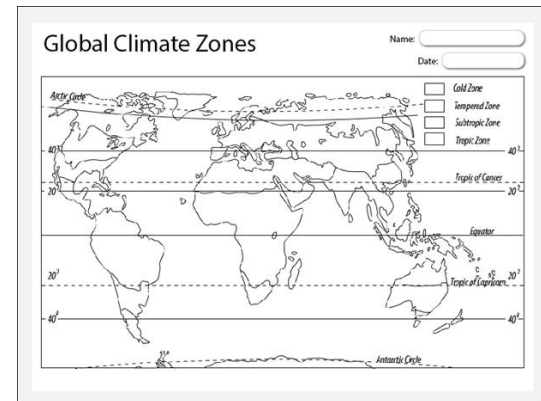 Global Climate Zones
Name:
Date:
Arctic Circle
Cold Zone
Tempered Zone
Subtropic Zone
Tropic Zone
40° 40°
Tropic of Cancer
20° 20°
Equator
20° 20°
Tropic of Capricorn
40° 40°
Antarctic Circle